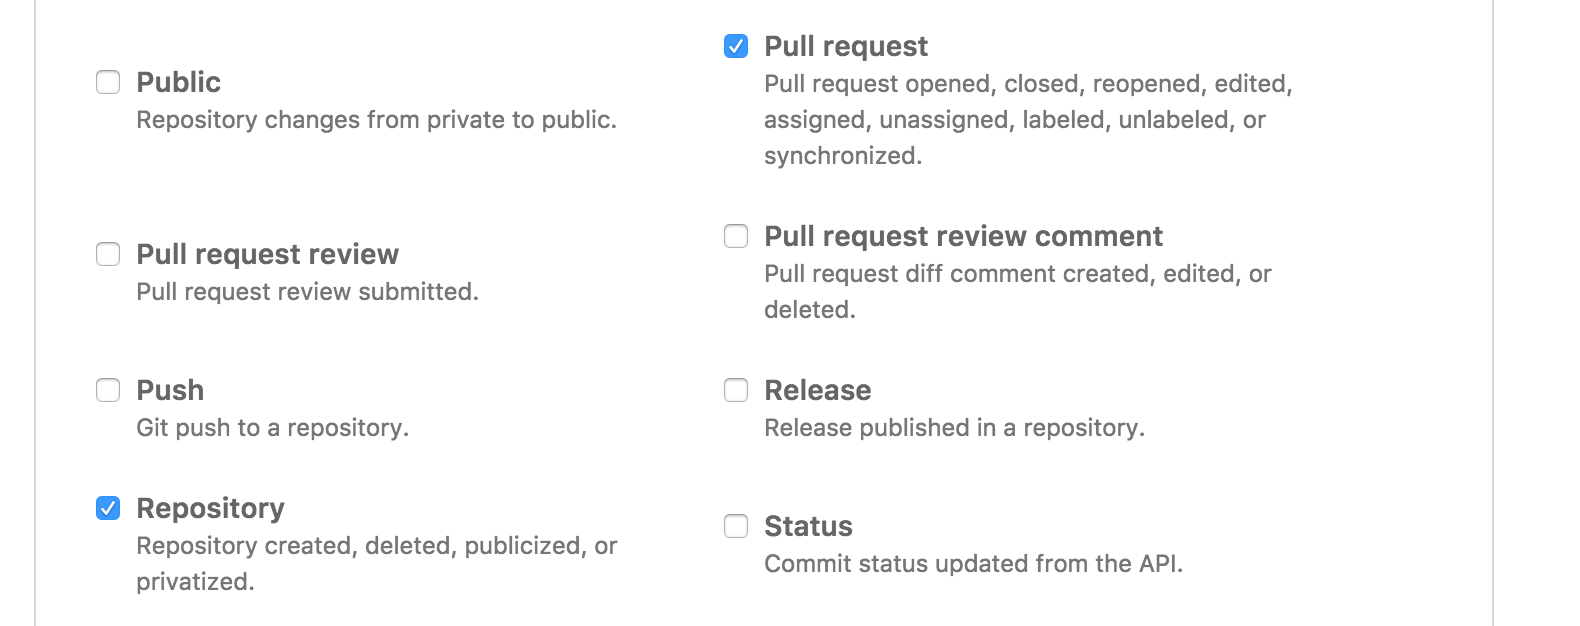 Public
Repository changes from private to public.
Pull request
Pull request opened, closed, reopened, edited,
assigned, unassigned, labeled, unlabeled, or
synchronized.
Pull request review
Pull request review submitted.
Pull request review comment
Pull request diff comment created, edited, or
deleted.
Push
Git push to a repository.
Release
Release published in a repository.
Repository
Repository created, deleted, publicized, or
privatized.
Status
Commit status updated from the API.